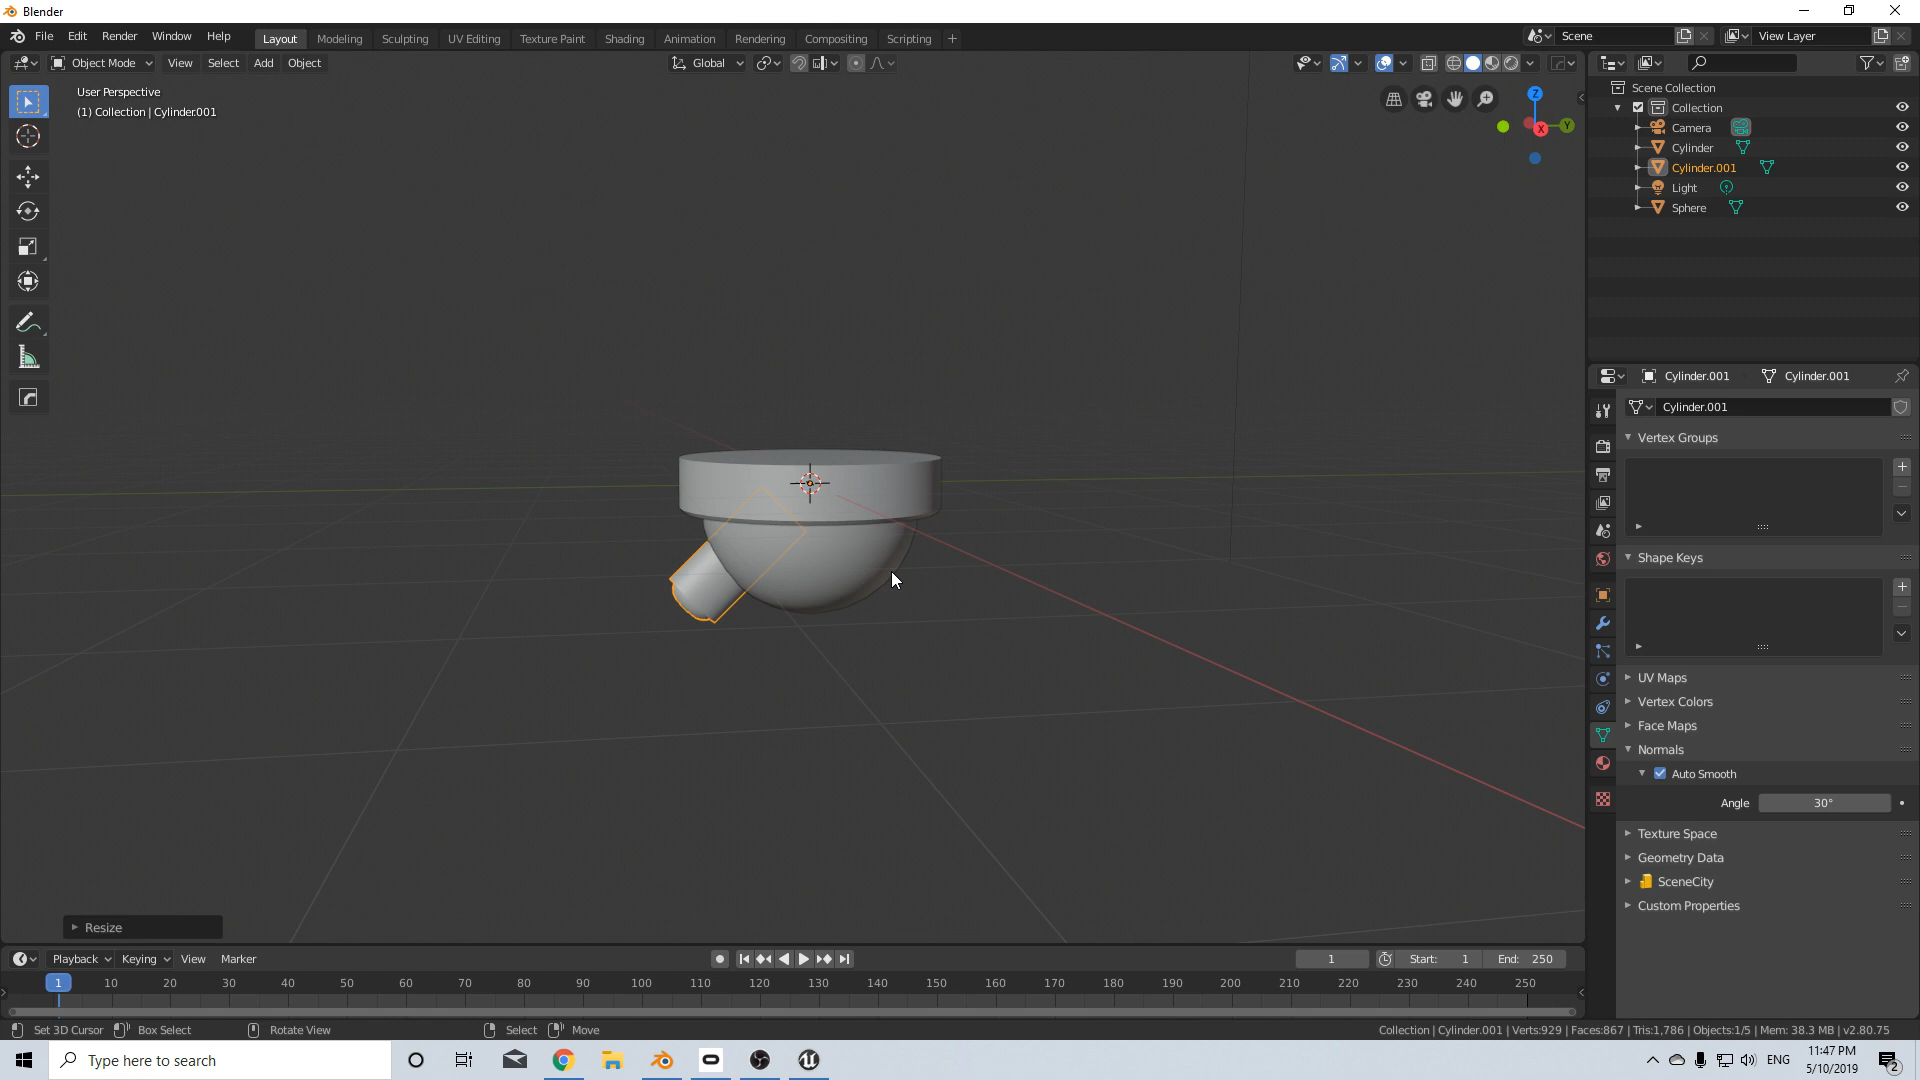 Blender
File Edit Render Window Help
Layout Modeling Sculpting UV Editing Texture Paint Shading Animation Rendering Compositing Scripting +
Scene
View Layer
Object Mode View Select Add Object
Global
User Perspective
(1) Collection | Cylinder.001
Z
Y
X
Scene Collection
Collection
Camera
Cylinder
Cylinder.001
Light
Sphere
Cylinder.001 Cylinder.001
Cylinder.001
Vertex Groups
Shape Keys
UV Maps
Vertex Colors
Face Maps
Normals
Auto Smooth
Angle 30°
Texture Space
Geometry Data
SceneCity
Custom Properties
Resize
Playback Keying View Marker
1 Start: 1 End: 250
1 10 20 30 40 50 60 70 80 90 100 110 120 130 140 150 160 170 180 190 200 210 220 230 240 250
Set 3D Cursor Box Select Rotate View Select Move
Collection | Cylinder.001 | Verts:929 | Faces:867 | Tris:1,786 | Objects:1/5 | Mem: 38.3 MB | v2.80.75
Type here to search
ENG
11:47 PM
5/10/2019
2